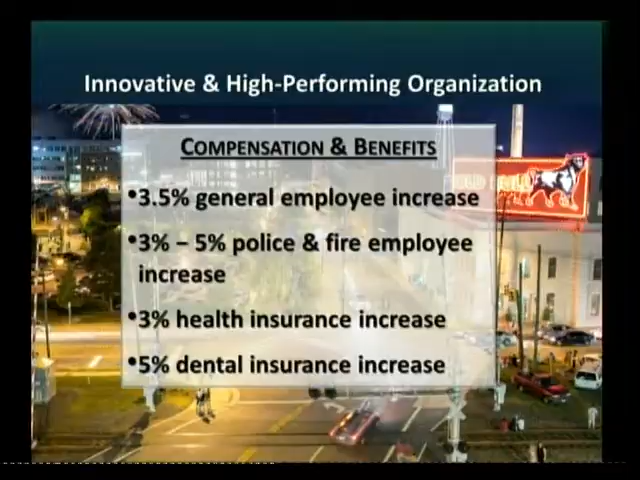 Innovative & High-Performing Organization
COMPENSATION & BENEFITS
•3.5% general employee increase
•3% – 5% police & fire employee
increase
•3% health insurance increase
•5% dental insurance increase